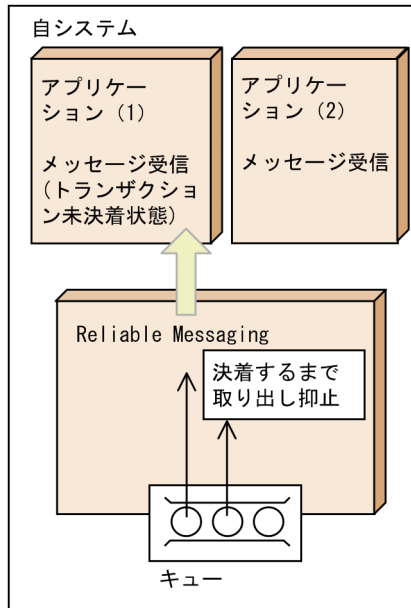 自システム
アプリケー
ション（1）
メッセージ受信
（トランザクショ
ン未決着状態）
アプリケー
ション（2）
メッセージ受信
Reliable Messaging
決着するまで
取り出し抑止
キュー